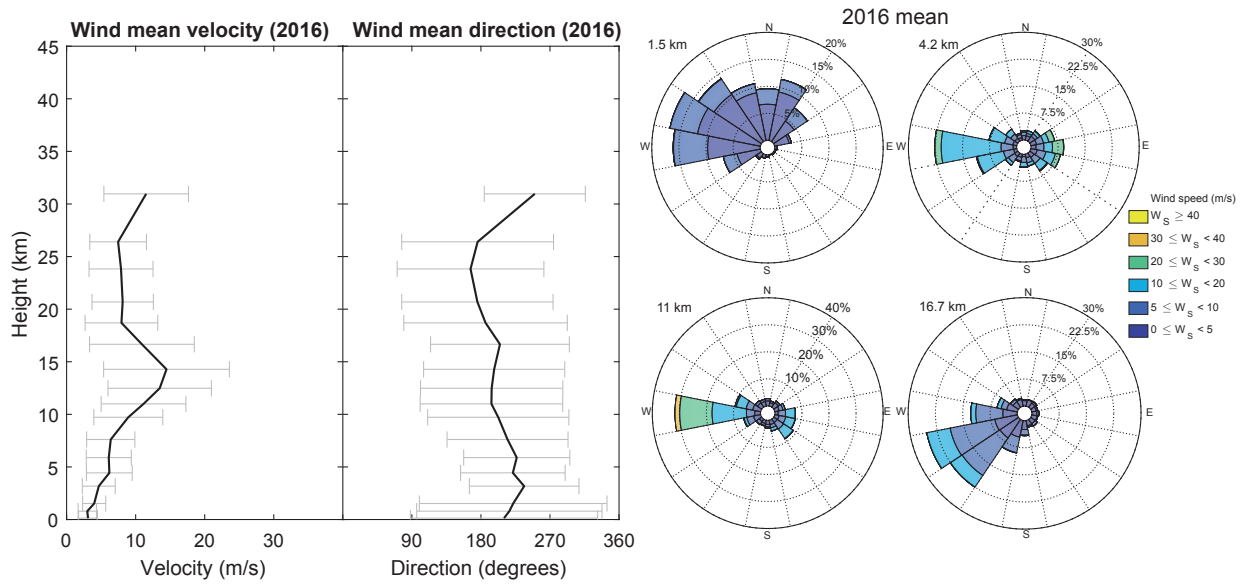 Wind mean velocity (2016)
45
40
35
30
25
20
15
10
5
0
Height (km)
0
10
20
30
Velocity (m/s)
Wind mean direction (2016)
90
180
270
360
Direction (degrees)
2016 mean
1.5 km
N
20%
15%
10%
5%
W
E
S
4.2 km
N
30%
22.5%
15%
7.5%
W
E
S
11 km
N
40%
30%
20%
10%
W
E
S
16.7 km
N
30%
22.5%
15%
7.5%
W
E
S
Wind speed (m/s)
W_S ≥ 40
30 ≤ W_S < 40
20 ≤ W_S < 30
10 ≤ W_S < 20
5 ≤ W_S < 10
0 ≤ W_S < 5